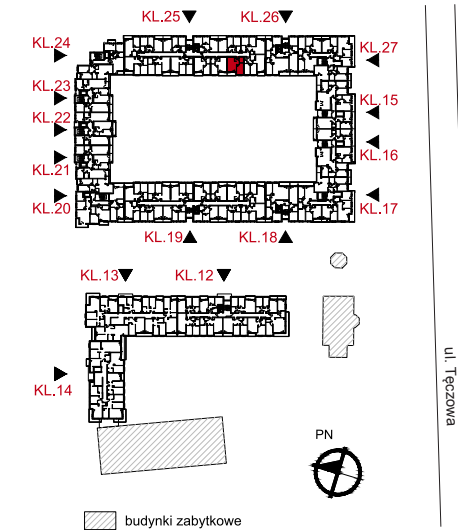 KL.25 KL.26
KL.24 KL.27
KL.23
KL.15
KL.22
KL.16
KL.21
KL.20 KL.17
KL.19 KL.18
KL.13 KL.12
ul. Tęczowa
KL.14
PN
budynki zabytkowe